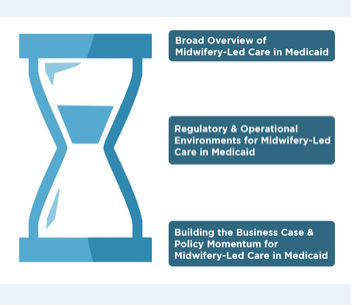 Broad Overview of
Midwifery-Led Care in Medicaid
Regulatory & Operational
Environments for Midwifery-Led
Care in Medicaid
Building the Business Case &
Policy Momentum for
Midwifery-Led Care in Medicaid